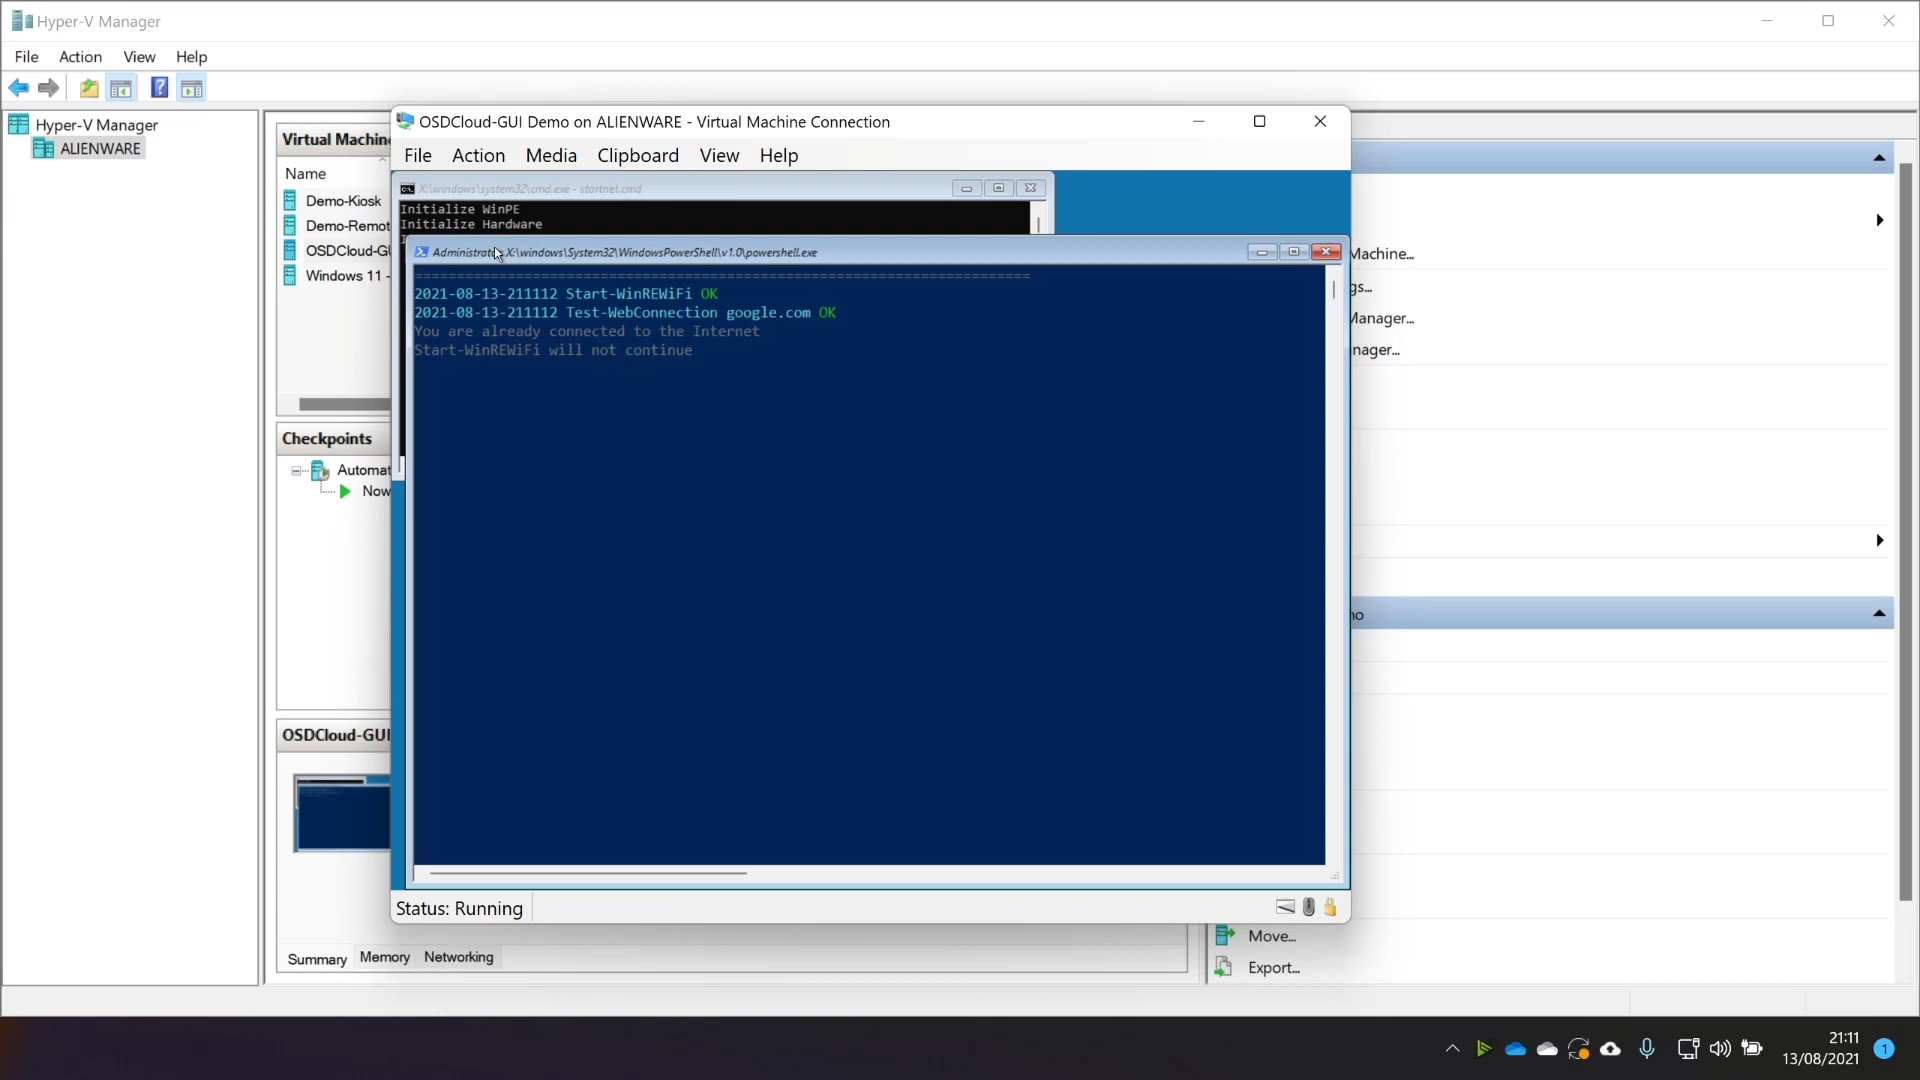 Hyper-V Manager
File Action View Help
Hyper-V Manager
ALIENWARE
Virtual Machin
Name
Demo-Kiosk
Demo-Remot
OSDCloud-GU
Windows 11 -
Checkpoints
Automat
Now
OSDCloud-GUI
Summary Memory Networking
OSDCloud-GUI Demo on ALIENWARE - Virtual Machine Connection
File Action Media Clipboard View Help
X:\windows\system32\cmd.exe - startnet.cmd
Initialize WinPE
Initialize Hardware
X:\windows\System32\WindowsPowerShell\v1.0\powershell.exe
=========================================================================
2021-08-13-211112 Start-WinREWiFi OK
2021-08-13-211112 Test-WebConnection google.com OK
You are already connected to the Internet
Start-WinREWiFi will not continue
Status: Running
Machine...
gs...
Manager...
nager...
no
Move...
Export...
21:11
13/08/2021
1